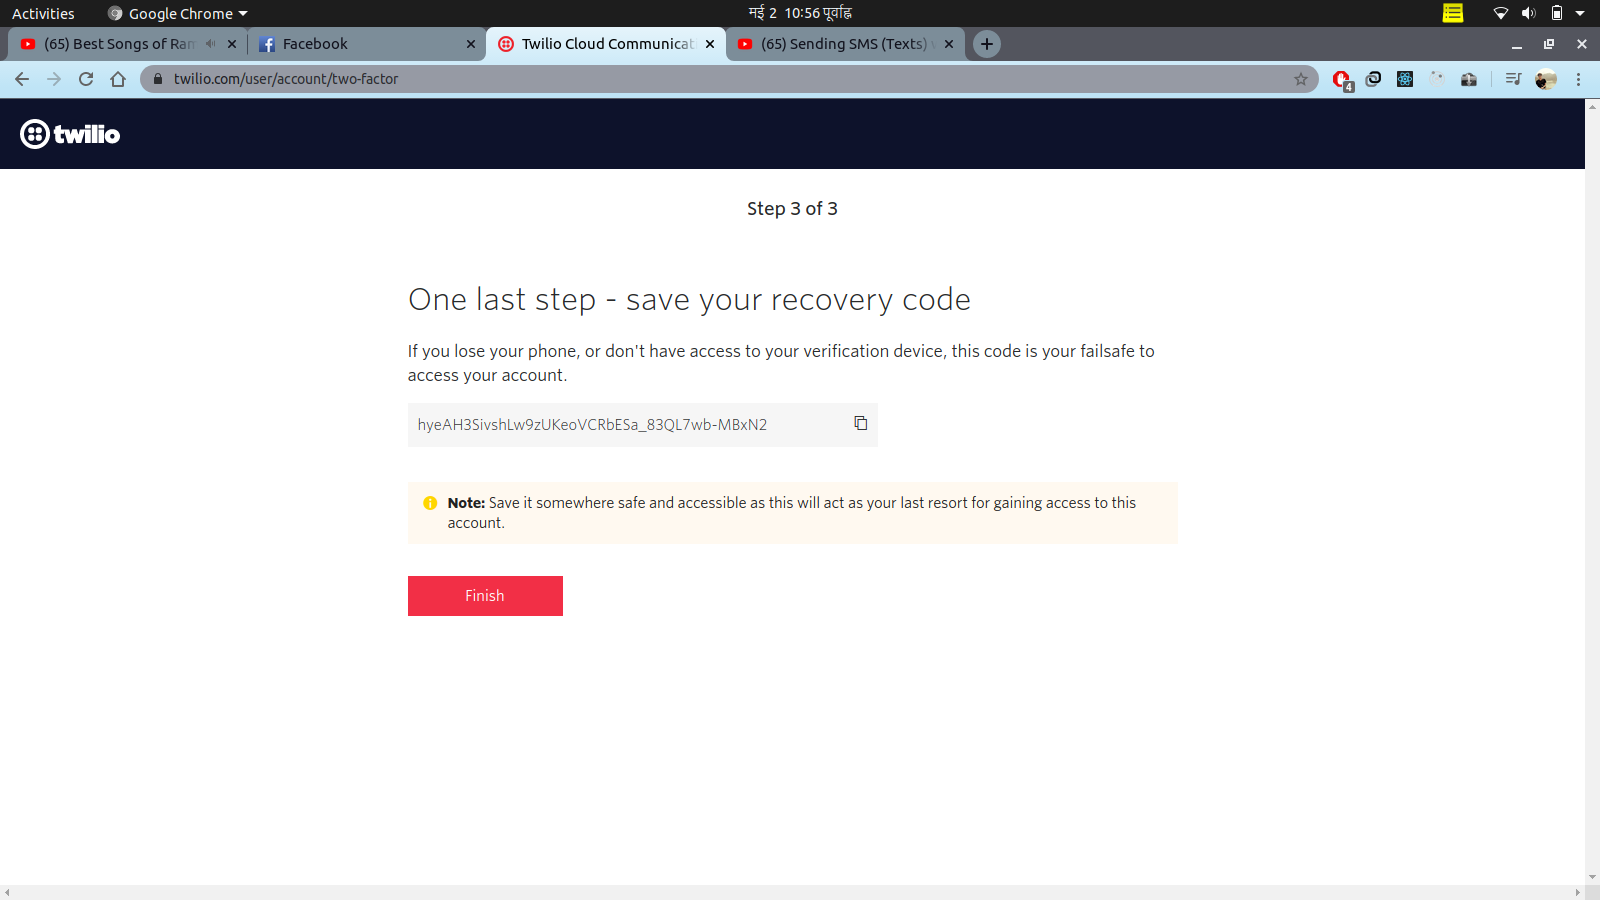 Activities Google Chrome मई 2 10:56 पूर्वाह्न
(65) Best Songs of Ran Facebook Twilio Cloud Communicat (65) Sending SMS (Texts)
twilio.com/user/account/two-factor 4
twilio
Step 3 of 3
One last step - save your recovery code
If you lose your phone, or don't have access to your verification device, this code is your failsafe to
access your account.
hyeAH3SivshLw9zUKeoVCRbESa_83QL7wb-MBxN2
Note: Save it somewhere safe and accessible as this will act as your last resort for gaining access to this
account.
Finish